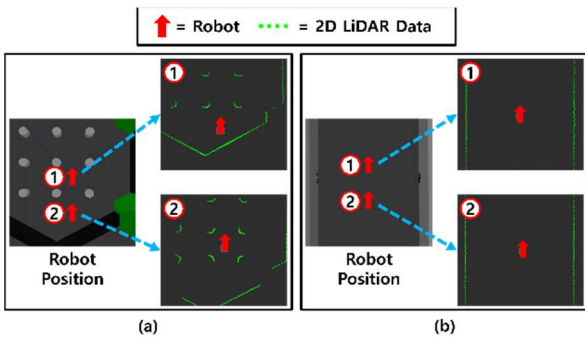 = Robot = 2D LiDAR Data
1
1
2
2
Robot
Position
(a)
1
1
2
2
Robot
Position
(b)